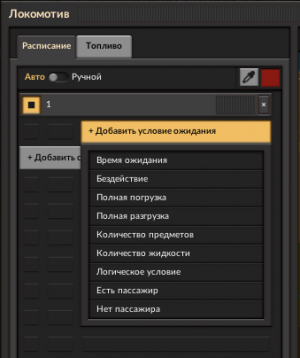 Локомотив
Расписание Топливо
Авто Ручной
1
+ Добавить условие ожидания
+ Добавить
Время ожидания
Бездействие
Полная погрузка
Полная разгрузка
Количество предметов
Количество жидкости
Логическое условие
Есть пассажир
Нет пассажира